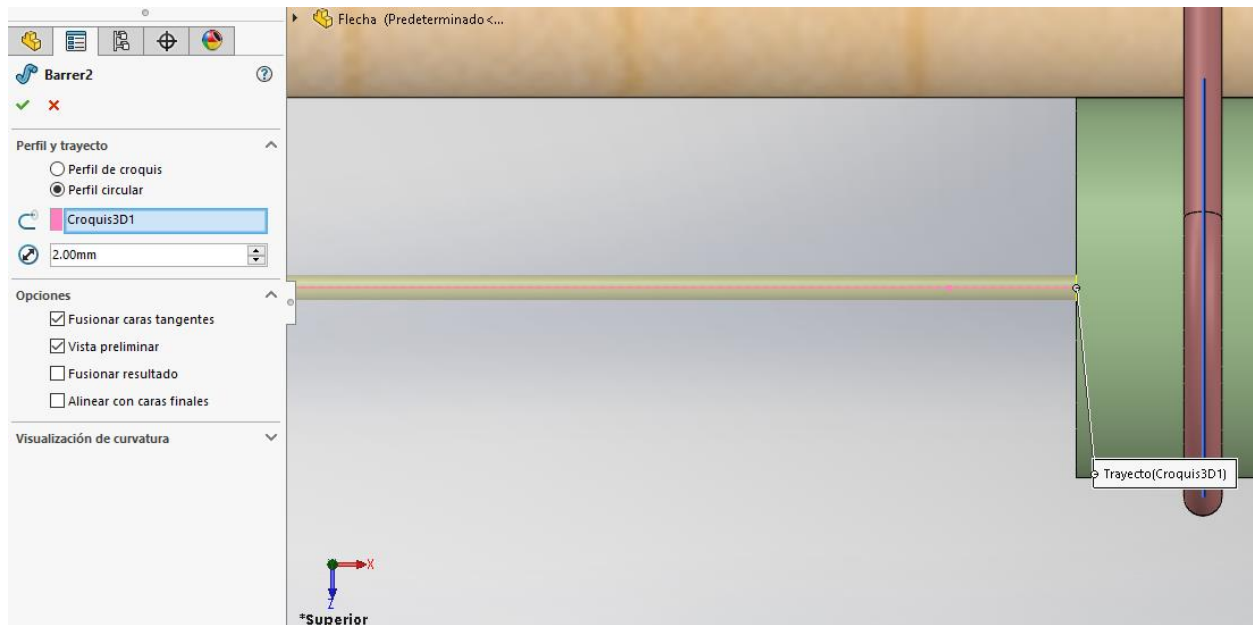 Flecha (Predeterminado<...
Barrer2
Perfil y trayecto
Perfil de croquis
Perfil circular
Croquis3D1
2.00mm
Opciones
Fusionar caras tangentes
Vista preliminar
Fusionar resultado
Alinear con caras finales
Visualización de curvatura
Trayecto(Croquis3D1)
X
Z
*Superior